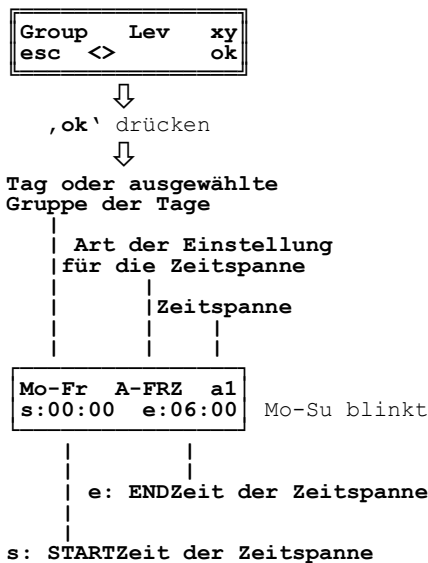 Group Lev xy
esc <> ok
‚ok‘ drücken
Tag oder ausgewählte
Gruppe der Tage
Art der Einstellung
für die Zeitspanne
Zeitspanne
Mo-Fr A-FRZ a1
s:00:00 e:06:00 Mo-Su blinkt
e: ENDZeit der Zeitspanne
s: STARTZeit der Zeitspanne